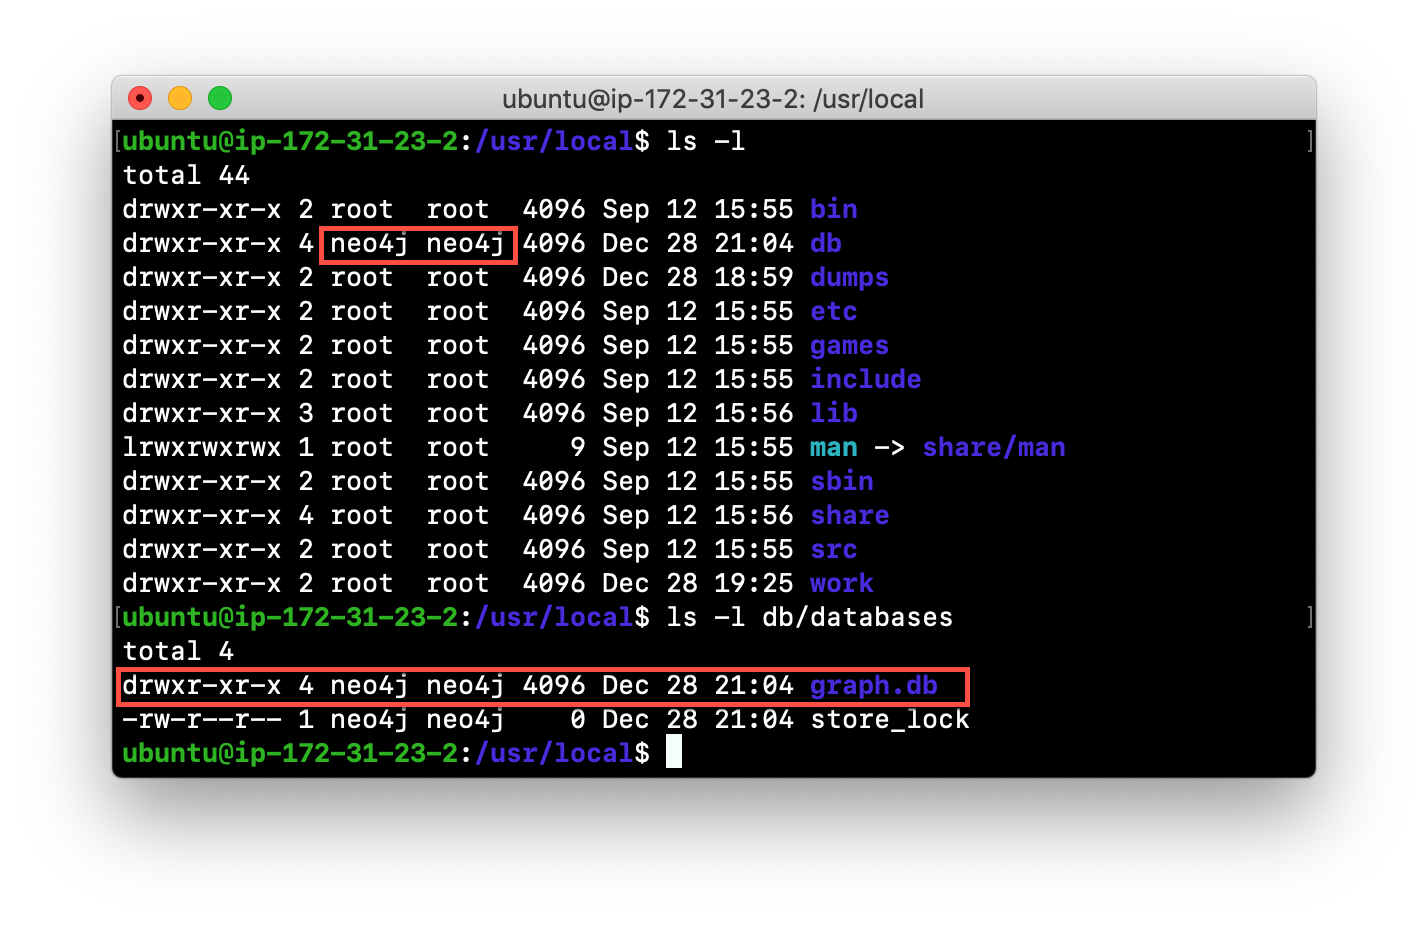 ubuntu@ip-172-31-23-2: /usr/local
[ubuntu@ip-172-31-23-2:/usr/local$ ls -l ]
total 44
drwxr-xr-x 2 root  root  4096 Sep 12 15:55 bin
drwxr-xr-x 4 neo4j neo4j 4096 Dec 28 21:04 db
drwxr-xr-x 2 root  root  4096 Dec 28 18:59 dumps
drwxr-xr-x 2 root  root  4096 Sep 12 15:55 etc
drwxr-xr-x 2 root  root  4096 Sep 12 15:55 games
drwxr-xr-x 2 root  root  4096 Sep 12 15:55 include
drwxr-xr-x 3 root  root  4096 Sep 12 15:56 lib
lrwxrwxrwx 1 root  root     9 Sep 12 15:55 man -> share/man
drwxr-xr-x 2 root  root  4096 Sep 12 15:55 sbin
drwxr-xr-x 4 root  root  4096 Sep 12 15:56 share
drwxr-xr-x 2 root  root  4096 Sep 12 15:55 src
drwxr-xr-x 2 root  root  4096 Dec 28 19:25 work
[ubuntu@ip-172-31-23-2:/usr/local$ ls -l db/databases ]
total 4
drwxr-xr-x 4 neo4j neo4j 4096 Dec 28 21:04 graph.db
-rw-r--r-- 1 neo4j neo4j    0 Dec 28 21:04 store_lock
ubuntu@ip-172-31-23-2:/usr/local$